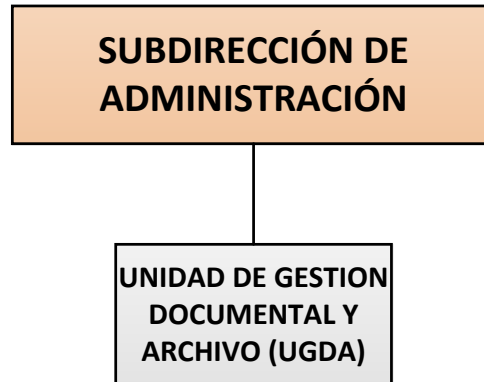 SUBDIRECCIÓN DE
ADMINISTRACIÓN
UNIDAD DE GESTION
DOCUMENTAL Y
ARCHIVO (UGDA)